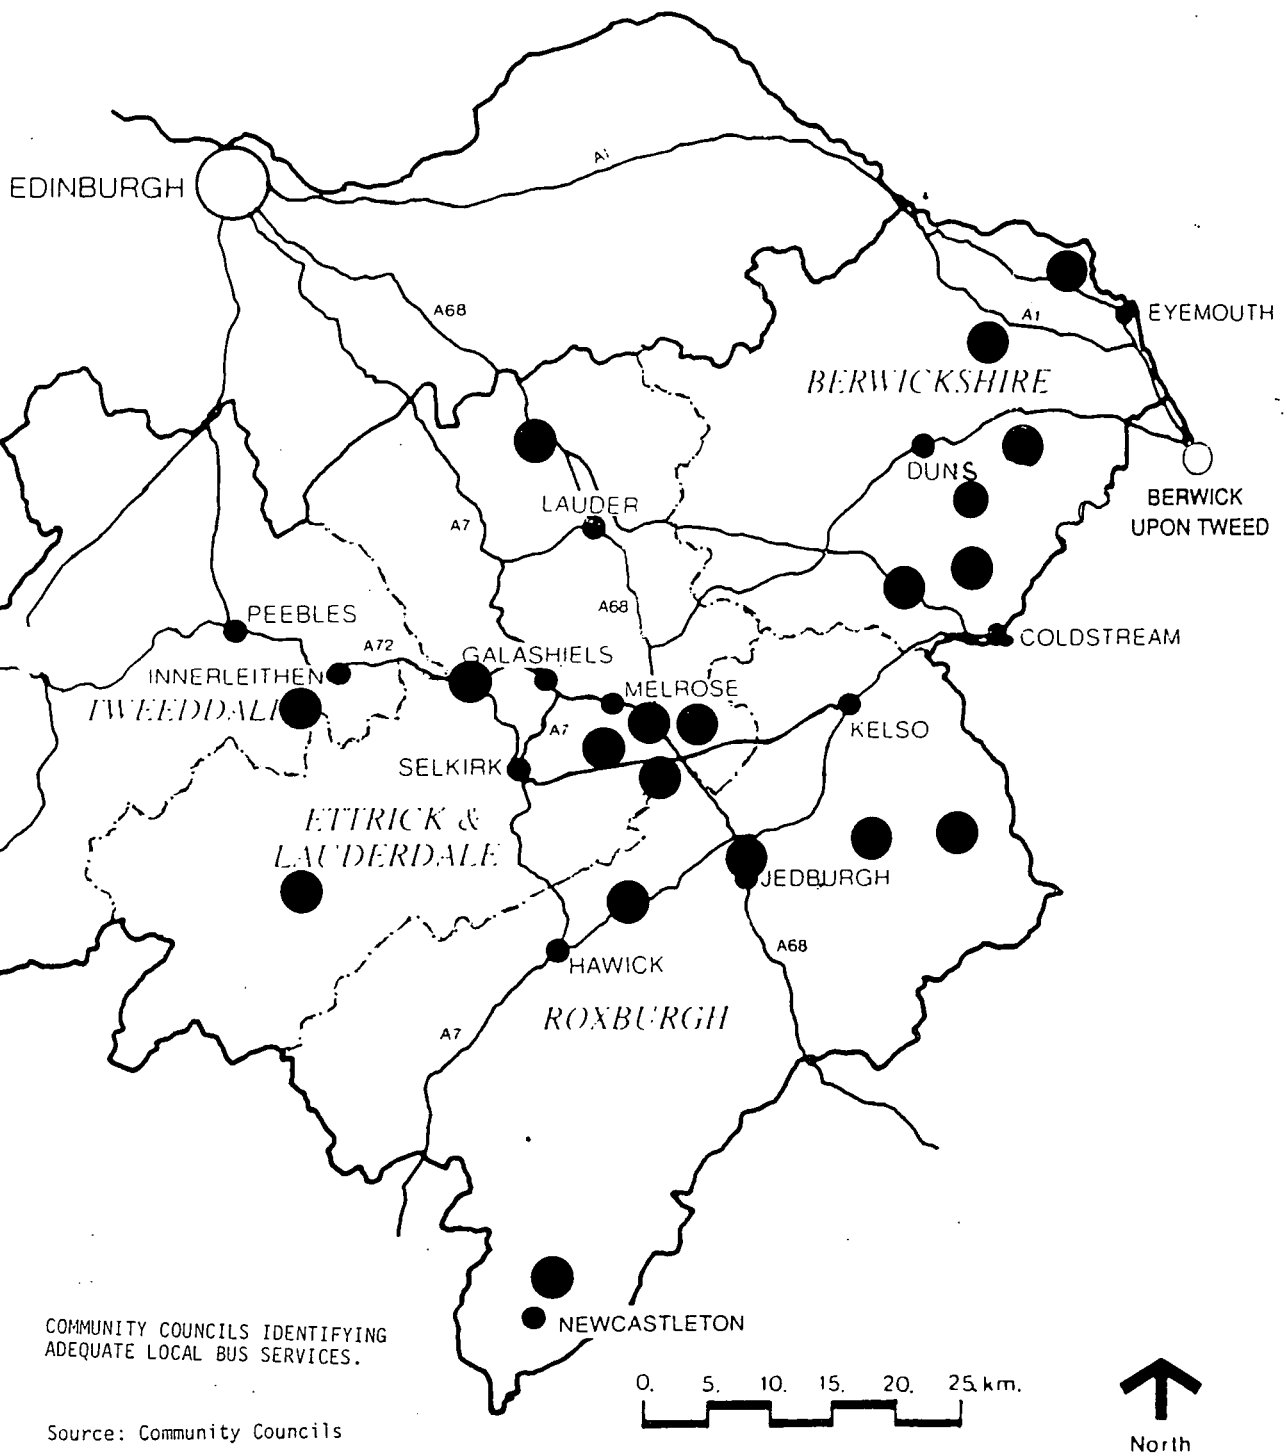 A1
EDINBURGH
A68
EYEMOUTH
A1
BERWICKSHIRE
DUNS
BERWICK
UPON TWEED
LAUDER
A7
A68
PEEBLES
A72
GALASHIELS
COLDSTREAM
INNERLEITHEN
MELROSE
TWEEDDALE
A7
KELSO
SELKIRK
ETTRICK &
LAUDERDALE
JEDBURGH
A68
HAWICK
ROXBURGH
A7
NEWCASTLETON
COMMUNITY COUNCILS IDENTIFYING
ADEQUATE LOCAL BUS SERVICES.
0. 5. 10. 15. 20. 25. km.
Source: Community Councils
North